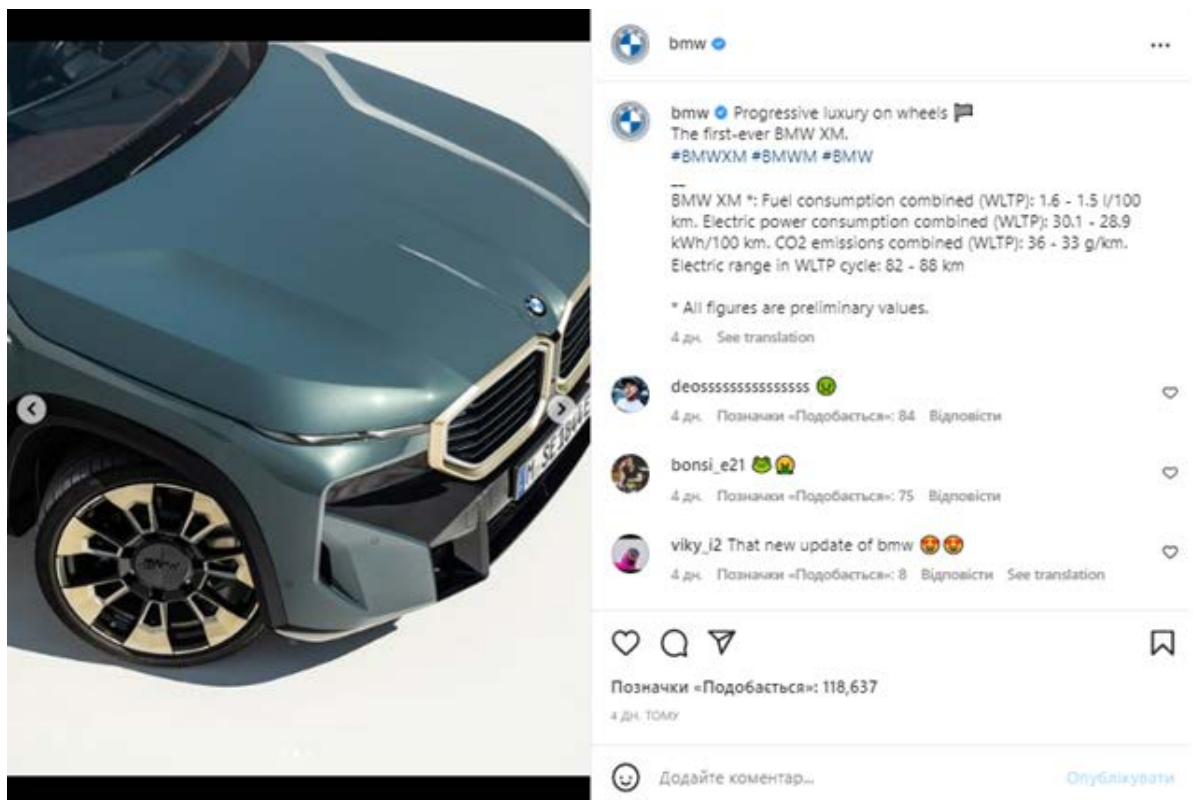 bmw
bmw Progressive luxury on wheels
The first-ever BMW XM.
#BMWXM #BMWM #BMW
__
BMW XM *: Fuel consumption combined (WLTP): 1.6 - 1.5 l/100
km. Electric power consumption combined (WLTP): 30.1 - 28.9
kWh/100 km. CO2 emissions combined (WLTP): 36 - 33 g/km.
Electric range in WLTP cycle: 82 - 88 km
* All figures are preliminary values.
4 дн. See translation
deosssssssssssssss
4 дн. Позначки «Подобається»: 84 Відповісти
bonsi_e21
4 дн. Позначки «Подобається»: 75 Відповісти
viky_i2 That new update of bmw 🤩🤩
4 дн. Позначки «Подобається»: 8 Відповісти See translation
Позначки «Подобається»: 118,637
4 ДН. ТОМУ
Додайте коментар...
Опублікувати